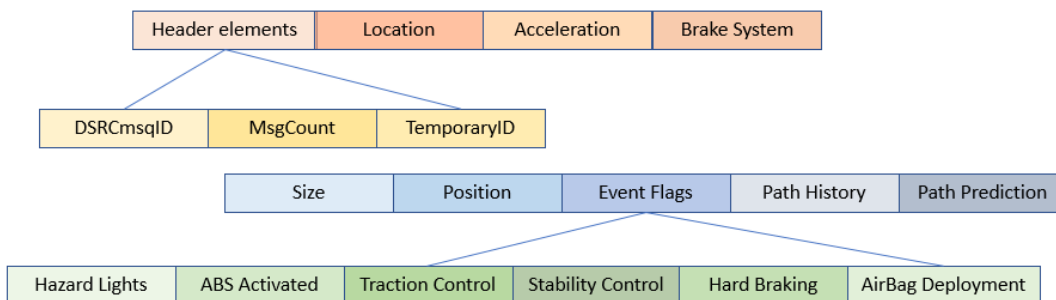 Header elements Location Acceleration Brake System
DSRCmsqID MsgCount TemporaryID
Size Position Event Flags Path History Path Prediction
Hazard Lights ABS Activated Traction Control Stability Control Hard Braking AirBag Deployment